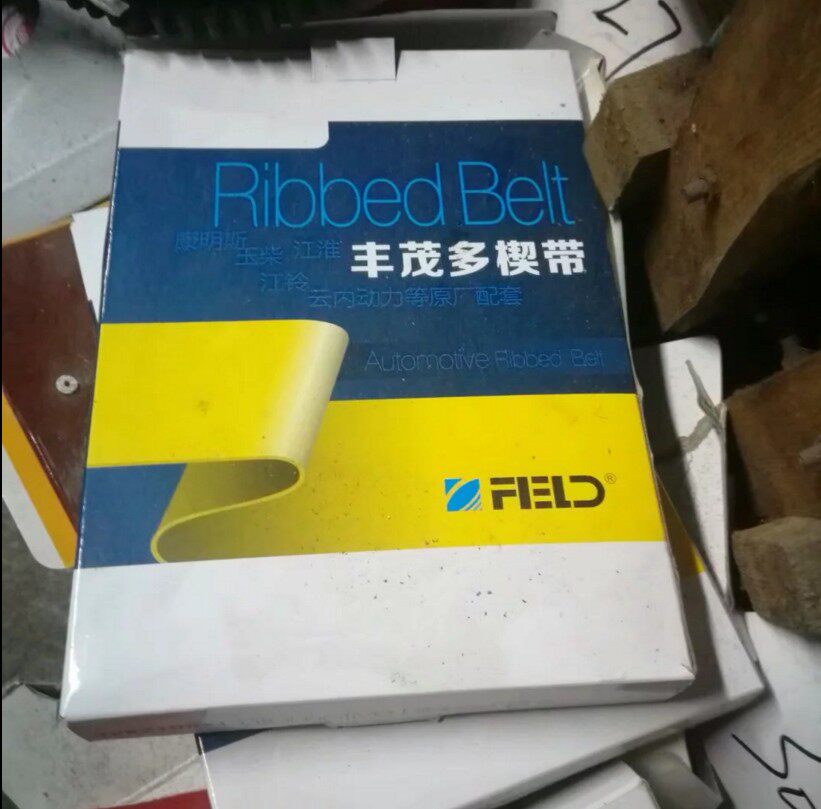 Ribbed Belt
康明斯
玉柴 江淮
丰茂多楔带
江铃
云内动力等原厂配套
Automotive Ribbed Belt
FIELD®